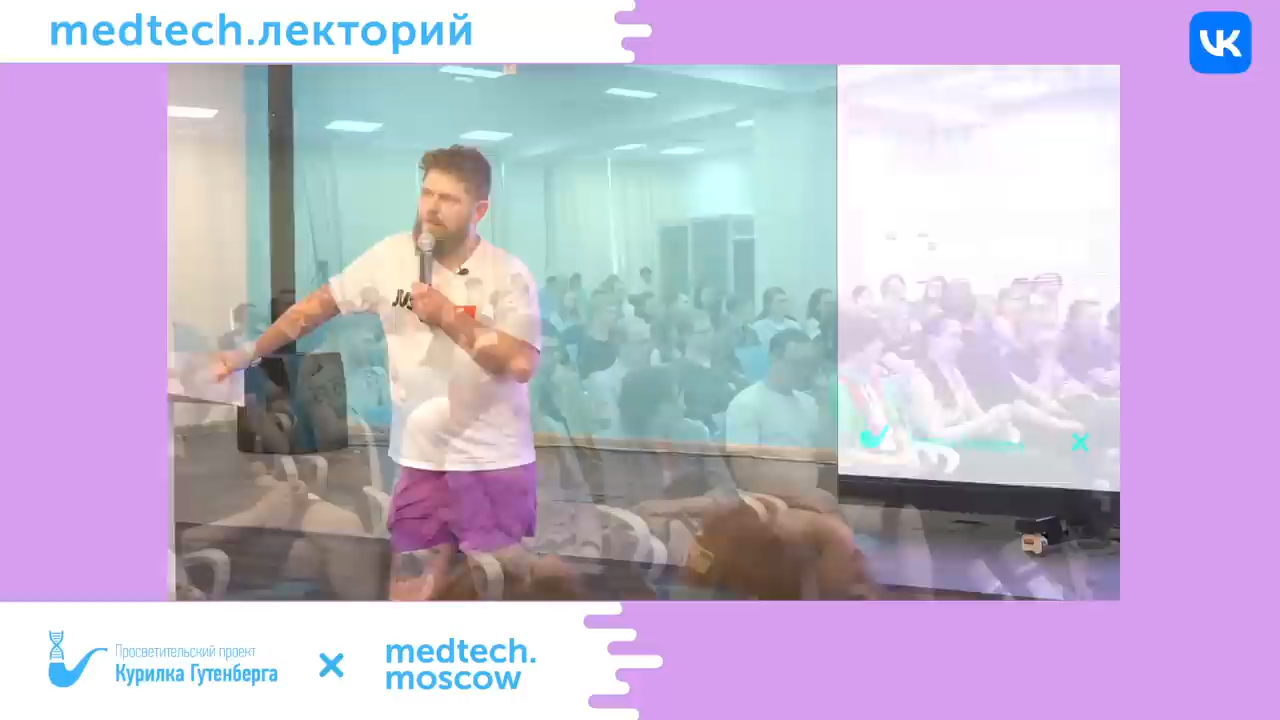 medtech.лекторий
Просветительский проект
Курилка Гутенберга
medtech.
moscow